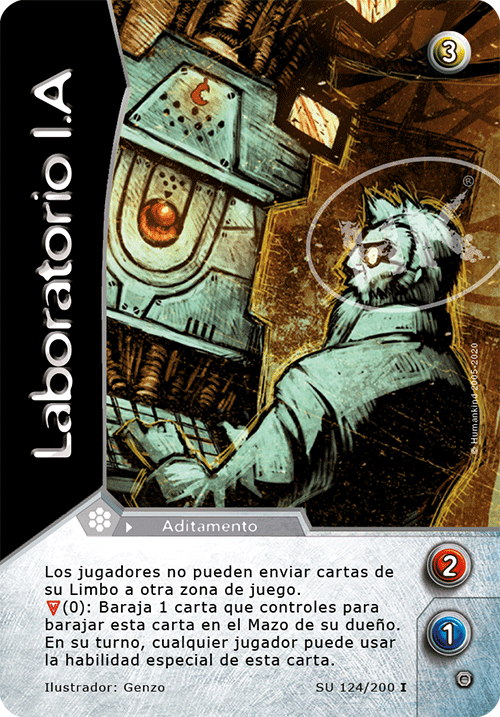 3
Laboratorio I.A
®
© Humankind 2005-2020
Aditamento
Los jugadores no pueden enviar cartas de
su Limbo a otra zona de juego.
(0): Baraja 1 carta que controles para
barajar esta carta en el Mazo de su dueño.
En su turno, cualquier jugador puede usar
la habilidad especial de esta carta.
2
1
Ilustrador: Genzo
SU 124/200 I